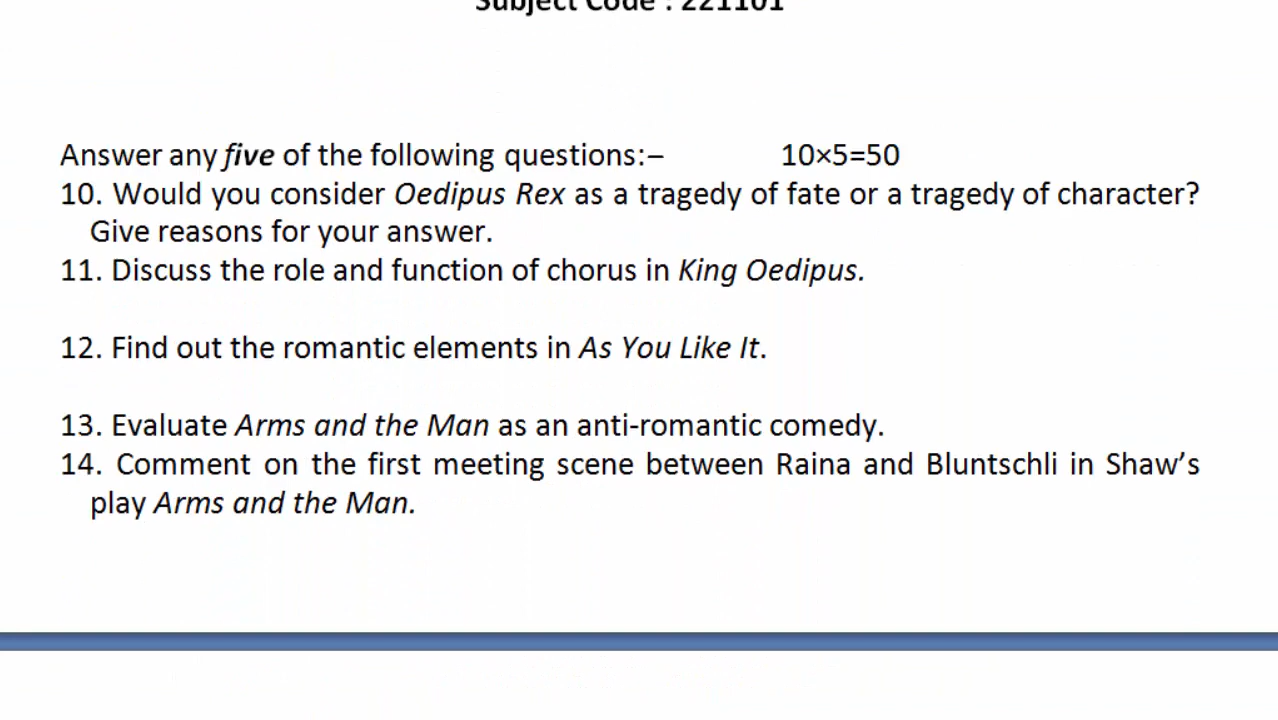 Subject Code : 221101
Answer any five of the following questions:– 10×5=50
10. Would you consider Oedipus Rex as a tragedy of fate or a tragedy of character?
Give reasons for your answer.
11. Discuss the role and function of chorus in King Oedipus.
12. Find out the romantic elements in As You Like It.
13. Evaluate Arms and the Man as an anti-romantic comedy.
14. Comment on the first meeting scene between Raina and Bluntschli in Shaw’s
play Arms and the Man.